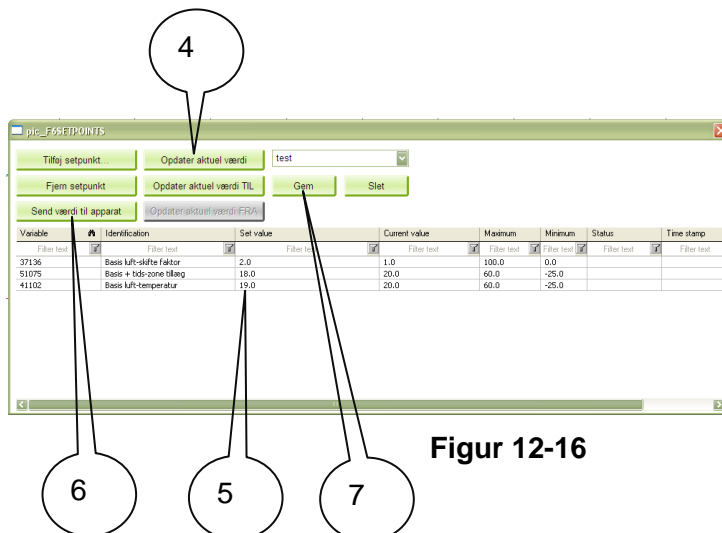 4
pic_F6SETPOINTS
Tilføj setpunkt... Opdater aktuel værdi test
Fjern setpunkt Opdater aktuel værdi TIL Gem Slet
Send værdi til apparat Opdater aktuel værdi FRA
Variable Identification Set value Current value Maximum Minimum Status Time stamp
Filter text Filter text Filter text Filter text Filter text Filter text Filter text Filter text
37136 Basis luft-skifte faktor 2.0 1.0 100.0 0.0
51075 Basis + tids-zone tillæg 18.0 20.0 60.0 -25.0
41102 Basis luft-temperatur 19.0 20.0 60.0 -25.0
Figur 12-16
6 5 7